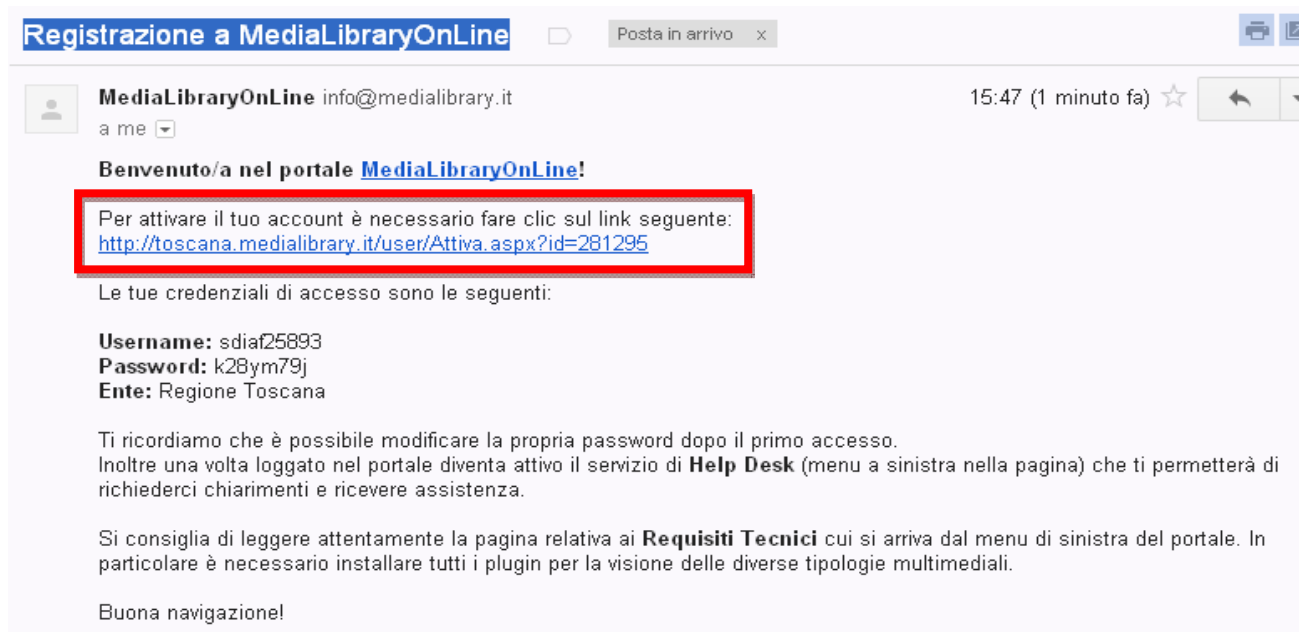 Registrazione a MediaLibraryOnLine
Posta in arrivo x
MediaLibraryOnLine info@medialibrary.it
15:47 (1 minuto fa)
a me
Benvenuto/a nel portale MediaLibraryOnLine!
Per attivare il tuo account è necessario fare clic sul link seguente:
http://toscana.medialibrary.it/user/Attiva.aspx?id=281295
Le tue credenziali di accesso sono le seguenti:
Username: sdiaf25893
Password: k28ym79j
Ente: Regione Toscana
Ti ricordiamo che è possibile modificare la propria password dopo il primo accesso.
Inoltre una volta loggato nel portale diventa attivo il servizio di Help Desk (menu a sinistra nella pagina) che ti permetterà di
richiederci chiarimenti e ricevere assistenza.
Si consiglia di leggere attentamente la pagina relativa ai Requisiti Tecnici cui si arriva dal menu di sinistra del portale. In
particolare è necessario installare tutti i plugin per la visione delle diverse tipologie multimediali.
Buona navigazione!